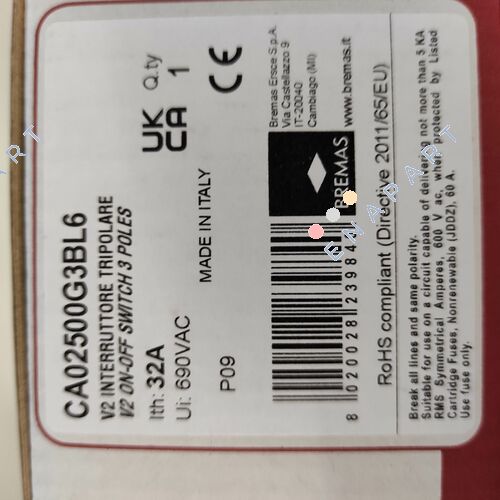 CA02500G3BL6
V2 INTERRUTTORE TRIPOLARE
V2 ON-OFF SWITCH 3 POLES
Ith: 32A
Ui: 690VAC
P09
MADE IN ITALY
UK
CA
Q.ty
1
CE
Bremas Ersce S.p.A.
Via Castellazzo 9
IT-20040
Cambiago (MI)
www.bremas.it
BREMAS
8 020028 23984
RoHS compliant (Directive 2011/65/EU)
Break all lines and same polarity.
Suitable for use on a circuit capable of delivering not more than 5 KA
RMS Symmetrical Amperes, 600 V ac, when protected by Listed
Cartridge Fuses, Nonrenewable (JDDZ), 60 A.
Use fuse only.
ENAPART